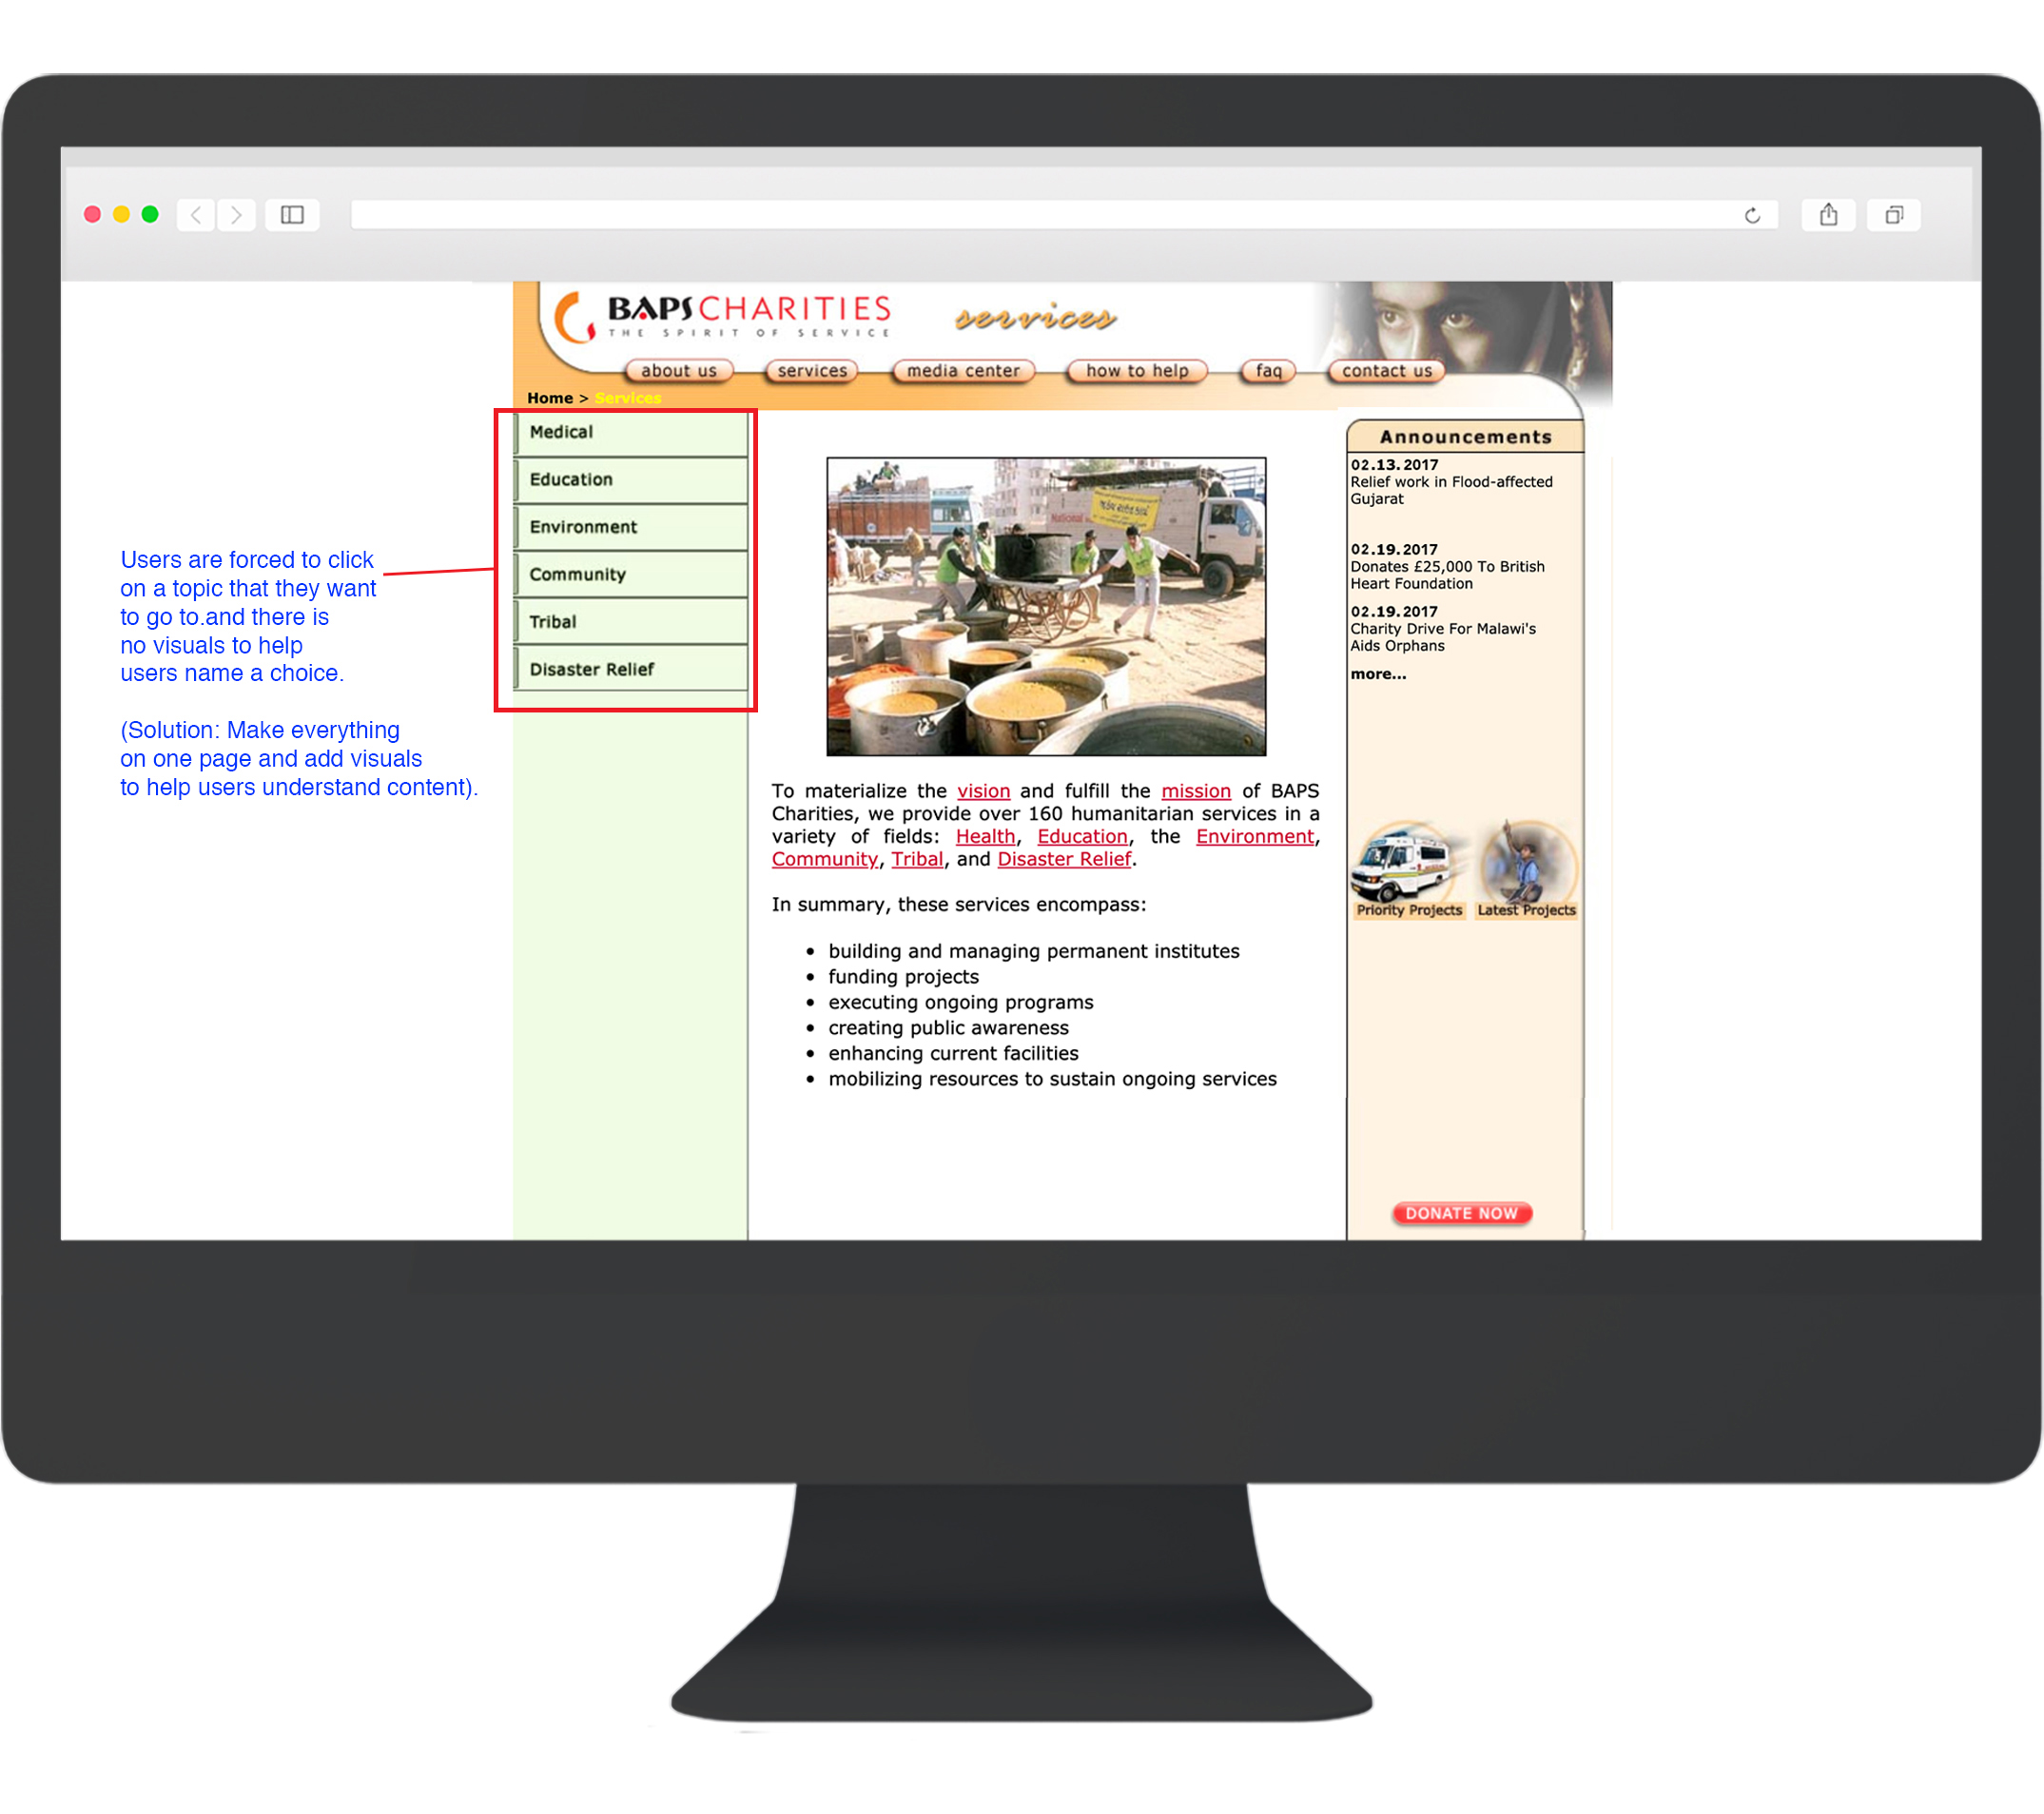 BAPS CHARITIES
THE SPIRIT OF SERVICE
services
about us
services
media center
how to help
faq
contact us
Home > Services
Medical
Education
Environment
Community
Tribal
Disaster Relief
Users are forced to click
on a topic that they want
to go to.and there is
no visuals to help
users name a choice.
(Solution: Make everything
on one page and add visuals
to help users understand content).
To materialize the vision and fulfill the mission of BAPS
Charities, we provide over 160 humanitarian services in a
variety of fields: Health, Education, the Environment,
Community, Tribal, and Disaster Relief.
In summary, these services encompass:
• building and managing permanent institutes
• funding projects
• executing ongoing programs
• creating public awareness
• enhancing current facilities
• mobilizing resources to sustain ongoing services
Announcements
02.13.2017
Relief work in Flood-affected
Gujarat
02.19.2017
Donates £25,000 To British
Heart Foundation
02.19.2017
Charity Drive For Malawi's
Aids Orphans
more...
Priority Projects
Latest Projects
DONATE NOW